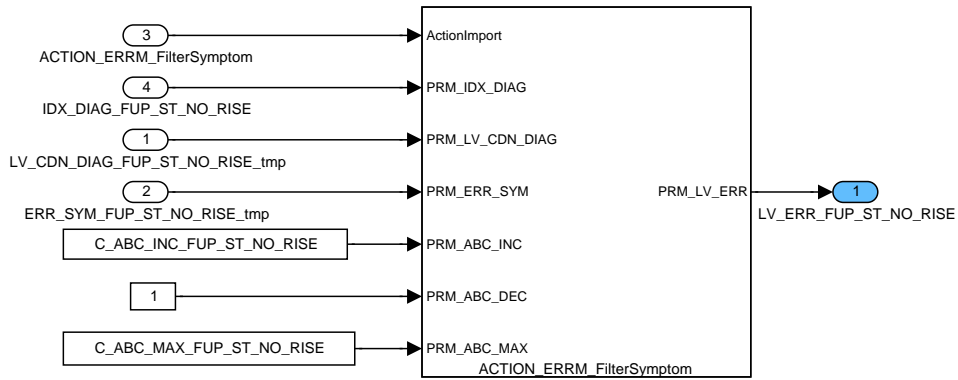 3
ActionImport
ACTION_ERRM_FilterSymptom
4
PRM_IDX_DIAG
IDX_DIAG_FUP_ST_NO_RISE
1
PRM_LV_CDN_DIAG
LV_CDN_DIAG_FUP_ST_NO_RISE_tmp
2
PRM_ERR_SYM
PRM_LV_ERR
1
ERR_SYM_FUP_ST_NO_RISE_tmp
LV_ERR_FUP_ST_NO_RISE
C_ABC_INC_FUP_ST_NO_RISE
PRM_ABC_INC
1
PRM_ABC_DEC
C_ABC_MAX_FUP_ST_NO_RISE
PRM_ABC_MAX
ACTION_ERRM_FilterSymptom